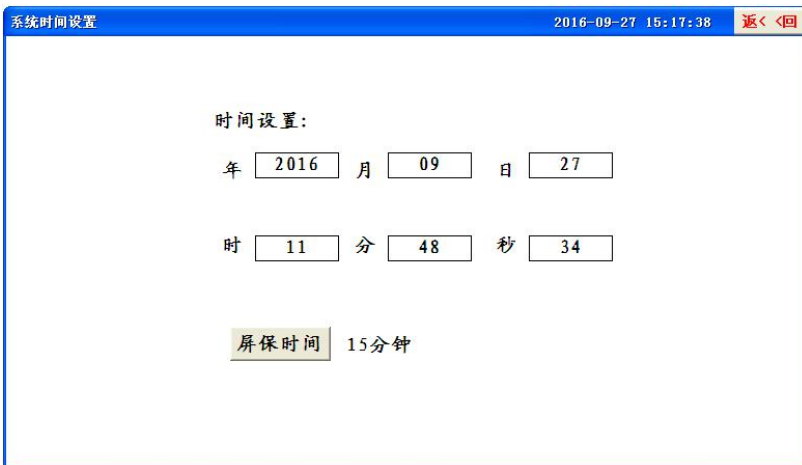 系统时间设置 2016-09-27 15:17:38 返<<回
时间设置:
年 2016 月 09 日 27
时 11 分 48 秒 34
屏保时间 15分钟